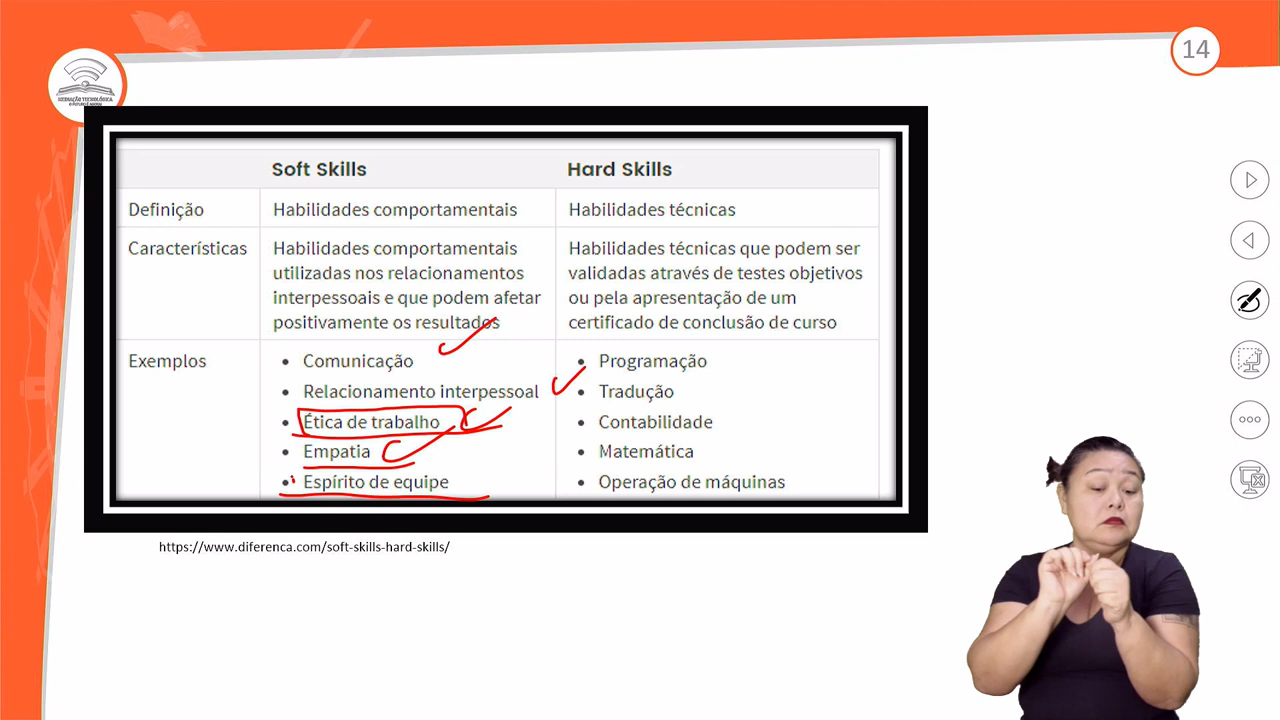 14
MEDIAÇÃO TECNOLÓGICA
Soft Skills
Hard Skills
Definição
Habilidades comportamentais
Habilidades técnicas
Características
Habilidades comportamentais
utilizadas nos relacionamentos
interpessoais e que podem afetar
positivamente os resultados
Habilidades técnicas que podem ser
validadas através de testes objetivos
ou pela apresentação de um
certificado de conclusão de curso
Exemplos
• Comunicação
• Relacionamento interpessoal
• Ética de trabalho
• Empatia
• Espírito de equipe
• Programação
• Tradução
• Contabilidade
• Matemática
• Operação de máquinas
https://www.diferenca.com/soft-skills-hard-skills/